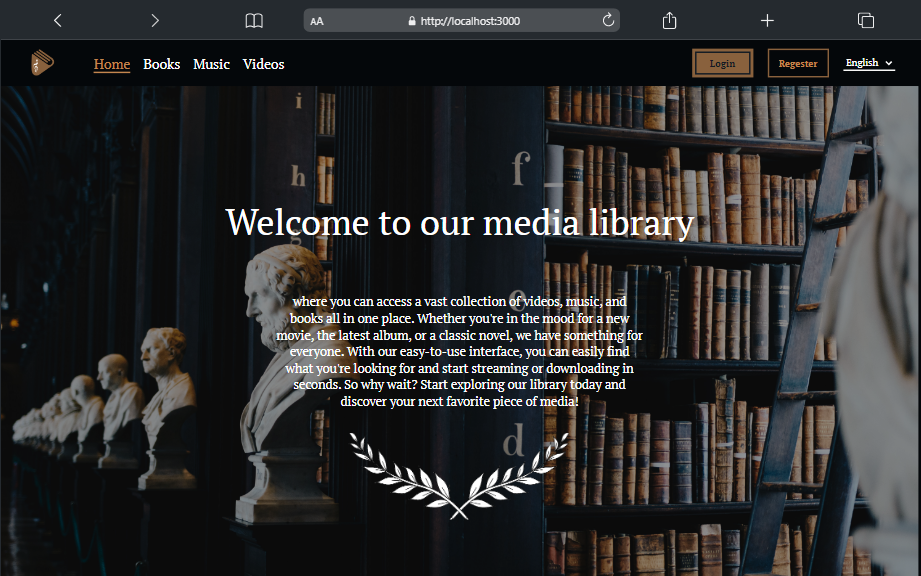 AA http://localhost:3000
Home Books Music Videos Login Regester English
i
h
f
Welcome to our media library
g
e
where you can access a vast collection of videos, music, and
books all in one place. Whether you're in the mood for a new
movie, the latest album, or a classic novel, we have something for
everyone. With our easy-to-use interface, you can easily find
what you're looking for and start streaming or downloading in
seconds. So why wait? Start exploring our library today and
discover your next favorite piece of media!
d